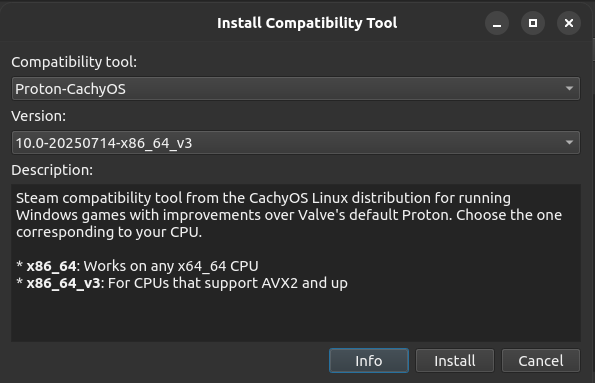 Install Compatibility Tool
Compatibility tool:
Proton-CachyOS
Version:
10.0-20250714-x86_64_v3
Description:
Steam compatibility tool from the CachyOS Linux distribution for running
Windows games with improvements over Valve's default Proton. Choose the one
corresponding to your CPU.
* x86_64: Works on any x64_64 CPU
* x86_64_v3: For CPUs that support AVX2 and up
Info
Install
Cancel